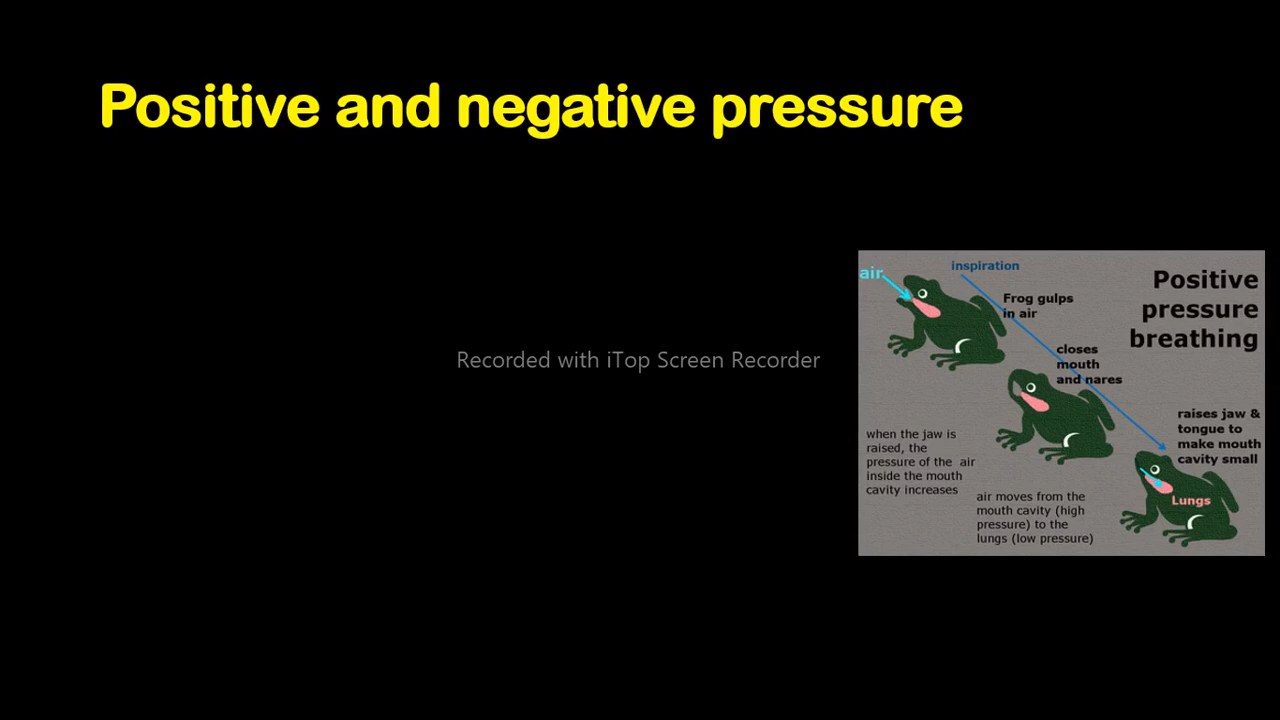 Positive and negative pressure
Recorded with iTop Screen Recorder
air
inspiration
Positive
pressure
breathing
Frog gulps
in air
closes
mouth
and nares
raises jaw &
tongue to
make mouth
cavity small
when the jaw is
raised, the
pressure of the air
inside the mouth
cavity increases
Lungs
air moves from the
mouth cavity (high
pressure) to the
lungs (low pressure)